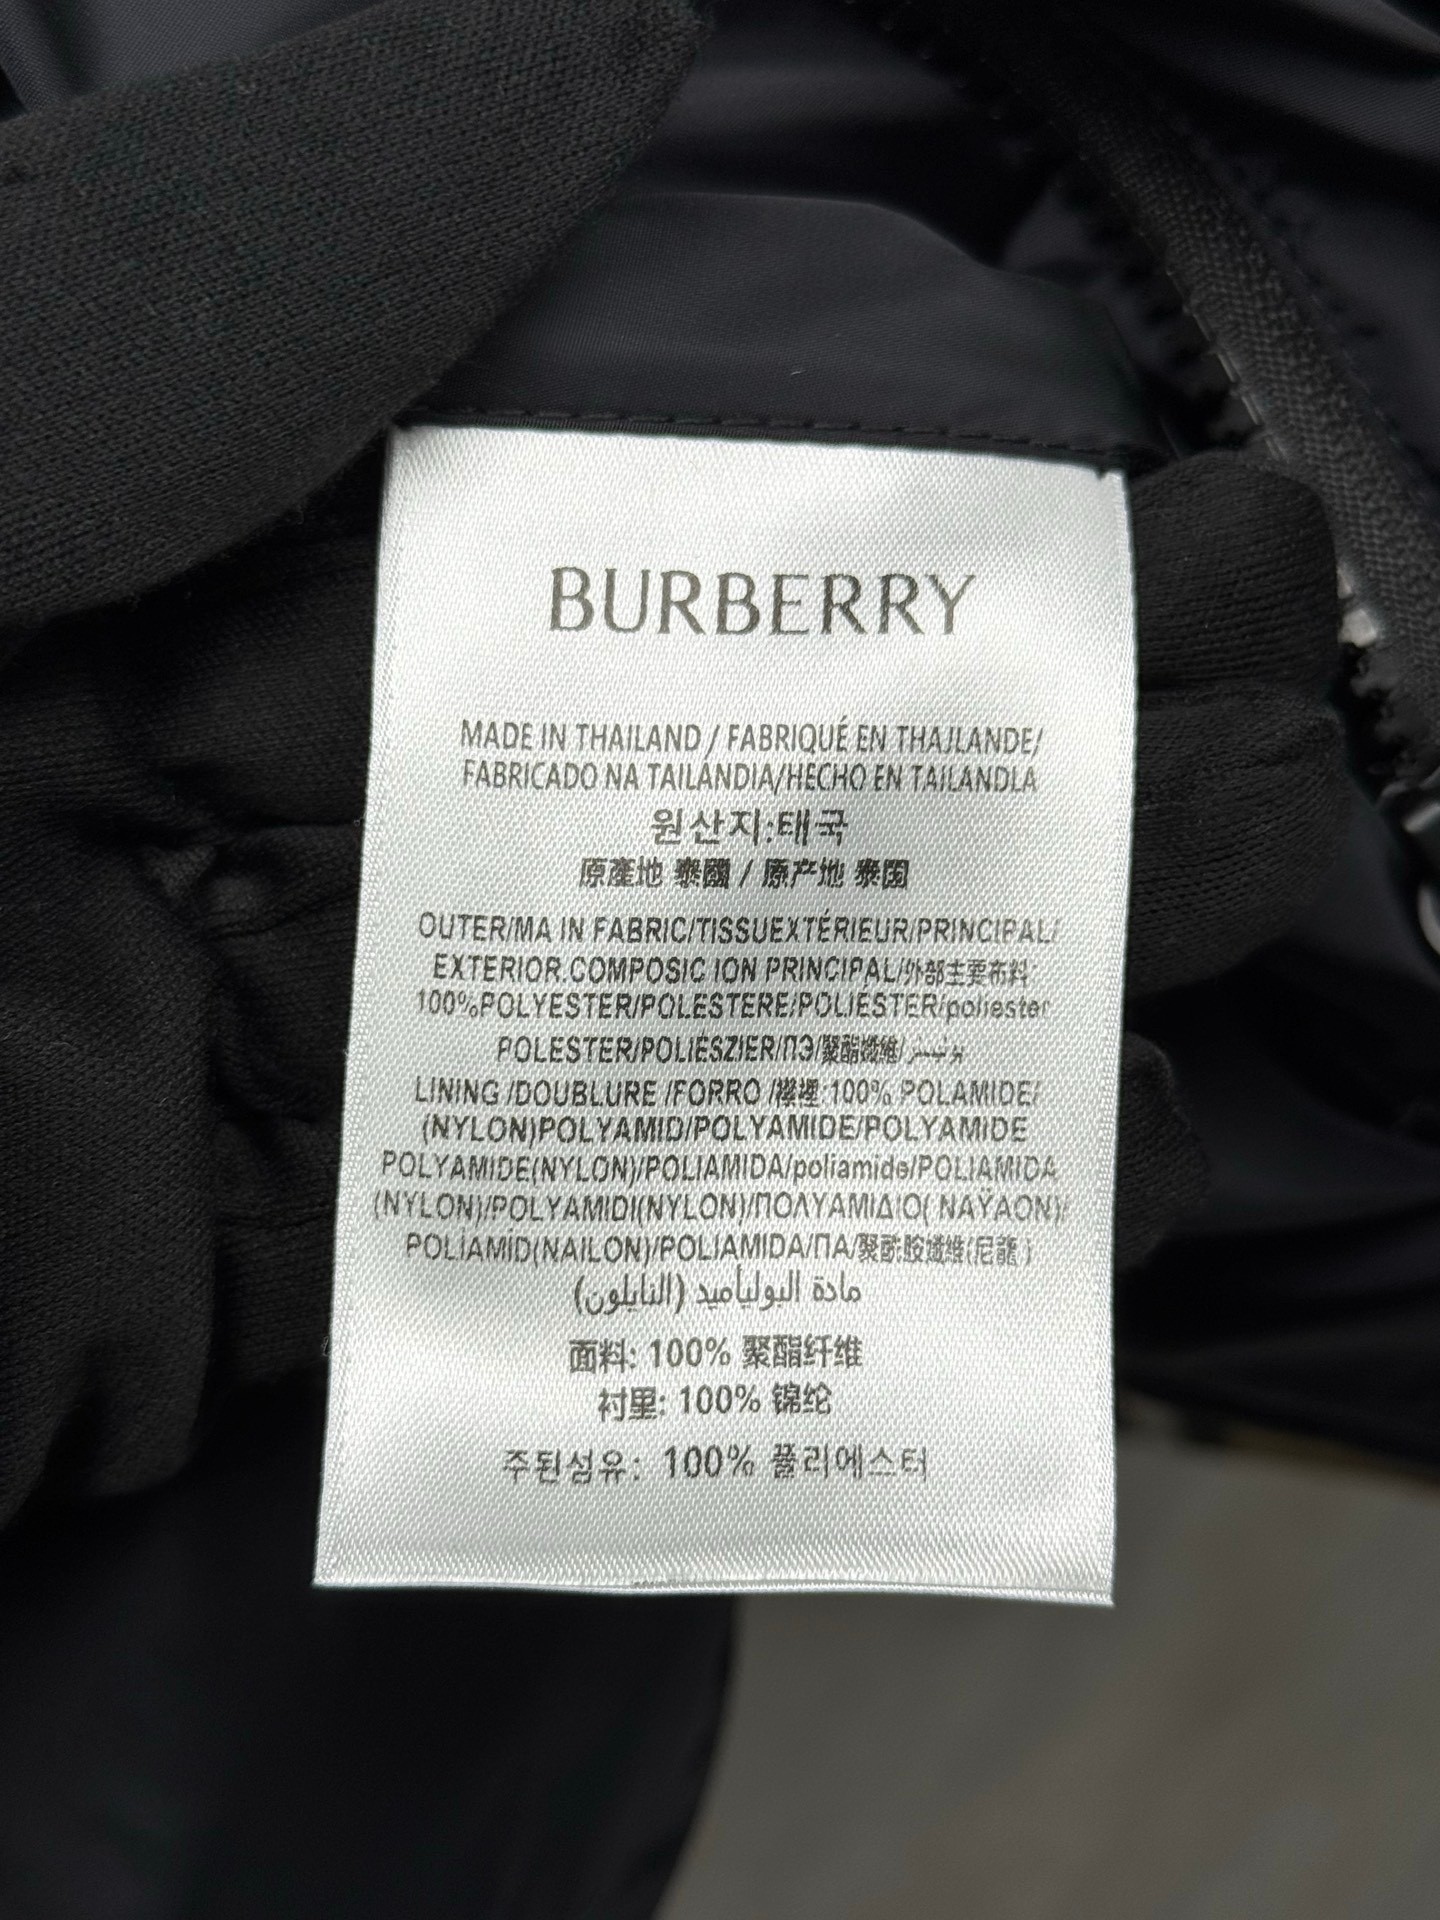 BURBERRY
MADE IN THAILAND / FABRIQUÉ EN THAJLANDE/
FABRICADO NA TAILÁNDIA/HECHO EN TAILANDLA
원산지:태국
原產地 泰國 / 原产地 泰国
OUTER/MA IN FABRIC/TISSUEXTÉRIEUR/PRINCIPAL/
EXTERIOR.COMPOSIC ION PRINCIPAL/外部主要布料
100%POLYESTER/POLESTERE/POLIÉSTER/poliester
POLESTER/POLIÉSZIER/ПЭ/聚酯纖維/
LINING /DOUBLURE /FORRO /襟裡:100% POLAMIDE/
(NYLON)POLYAMID/POLYAMIDE/POLYAMIDE
POLYAMIDE(NYLON)/POLIAMIDA/poliamide/POLIAMIDA
(NYLON)/POLYAMIDI(NYLON)/ΠΟΛΥΑΜΙΔΙΟ( ΝΑΫΑΟΝ)/
POLIAMID(NAILON)/POLIAMIDA/ПА/聚酰胺纖維(尼龍)
مادة البوليأميد (النايلون)
面料: 100% 聚酯纤维
衬里: 100% 锦纶
주된섬유: 100% 폴리에스터